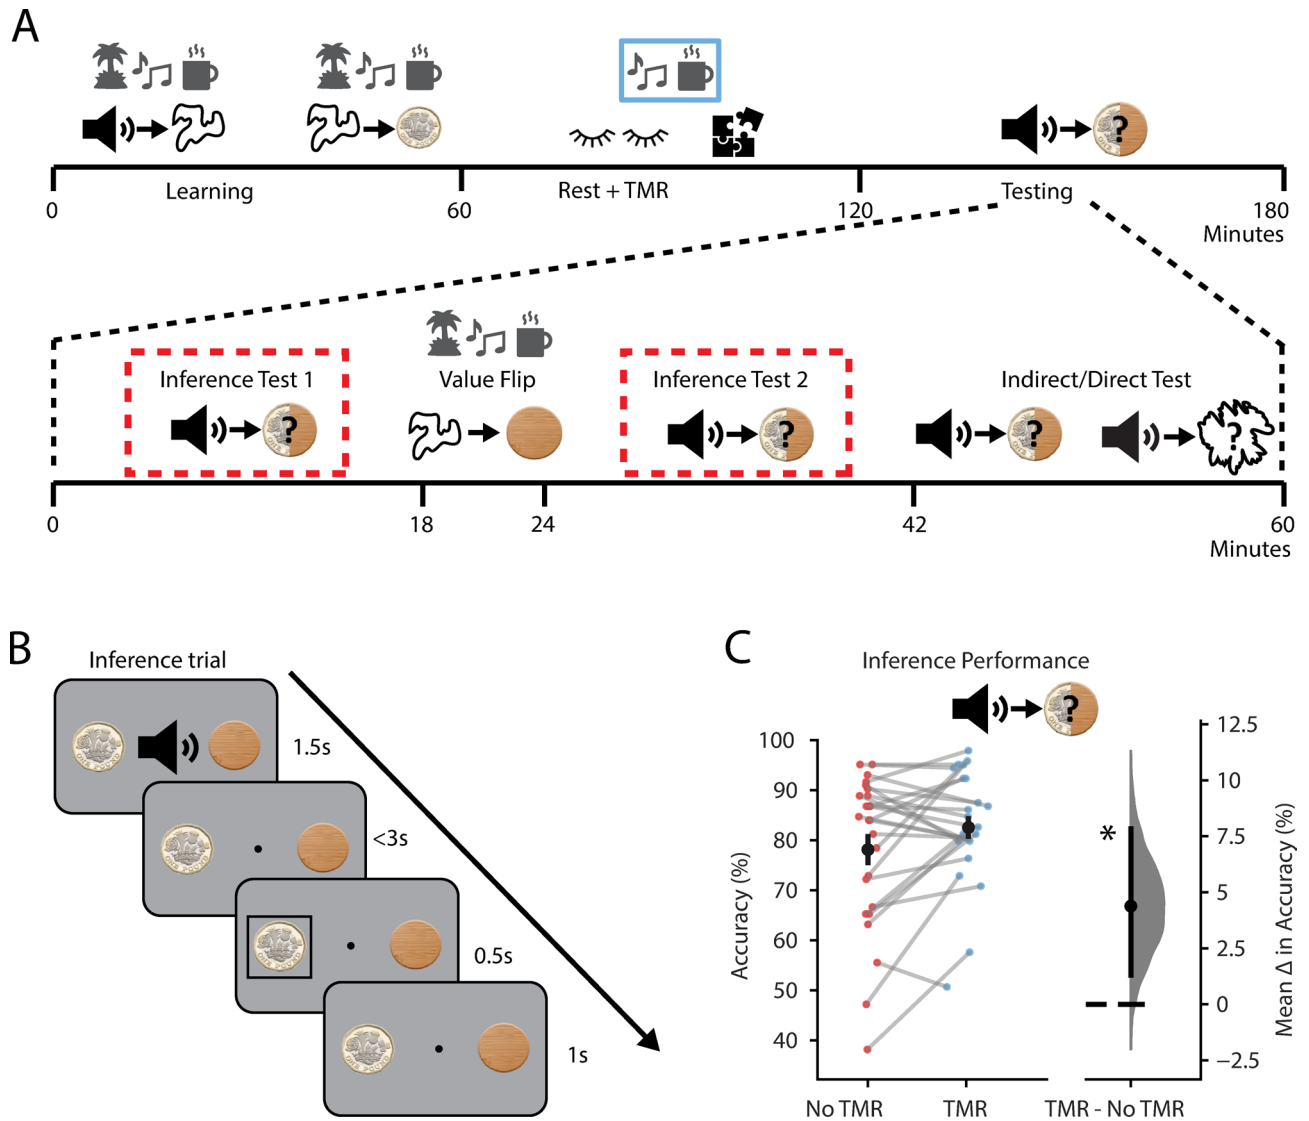 A
Learning
Rest + TMR
Testing
0
60
120
180
Minutes
Inference Test 1
Value Flip
Inference Test 2
Indirect/Direct Test
?
?
?
?
?
0
18
24
42
60
Minutes
B
Inference trial
1.5s
<3s
0.5s
1s
C
Inference Performance
?
Accuracy (%)
100
90
80
70
60
50
40
No TMR
TMR
TMR - No TMR
*
12.5
10
7.5
5
2.5
0
−2.5
Mean Δ in Accuracy (%)